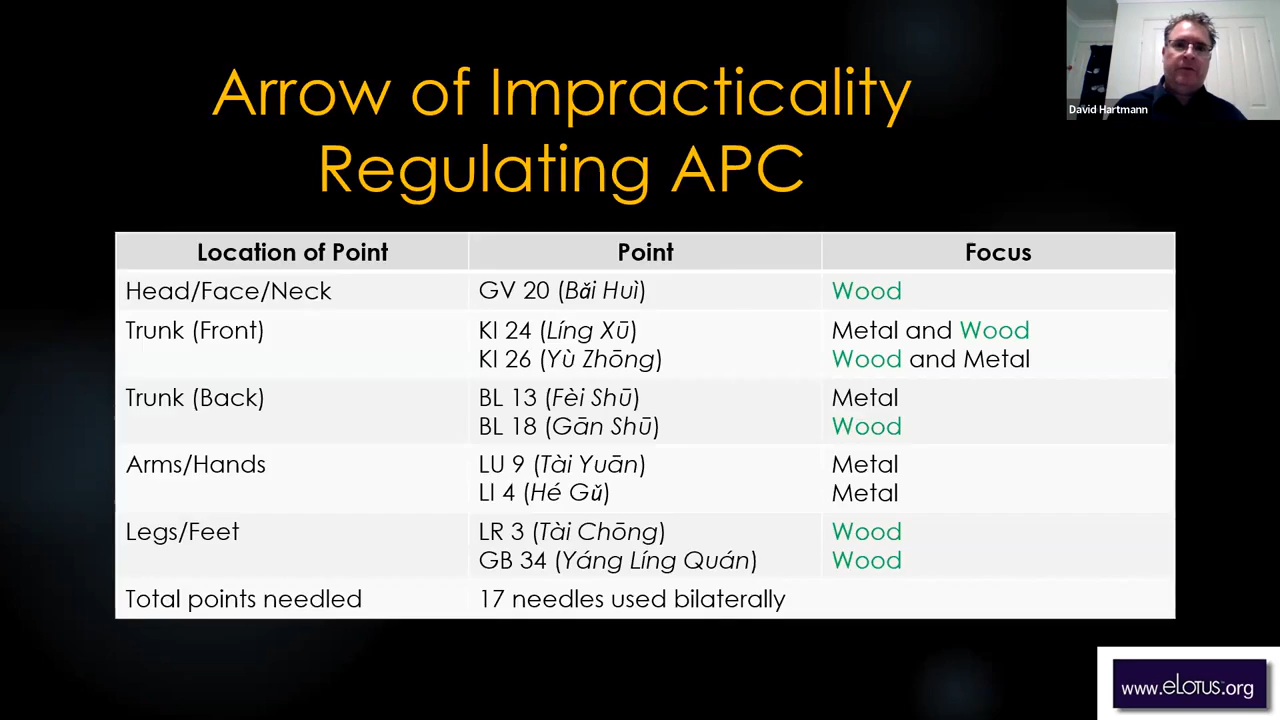 David Hartmann
Arrow of Impracticality
Regulating APC
Location of Point Point Focus
Head/Face/Neck GV 20 (Bǎi Huì) Wood
Trunk (Front) KI 24 (Líng Xū) Metal and Wood
KI 26 (Yù Zhōng) Wood and Metal
Trunk (Back) BL 13 (Fèi Shū) Metal
BL 18 (Gān Shū) Wood
Arms/Hands LU 9 (Tài Yuān) Metal
LI 4 (Hé Gǔ) Metal
Legs/Feet LR 3 (Tài Chōng) Wood
GB 34 (Yáng Líng Quán) Wood
Total points needled 17 needles used bilaterally
www.eLotus.org